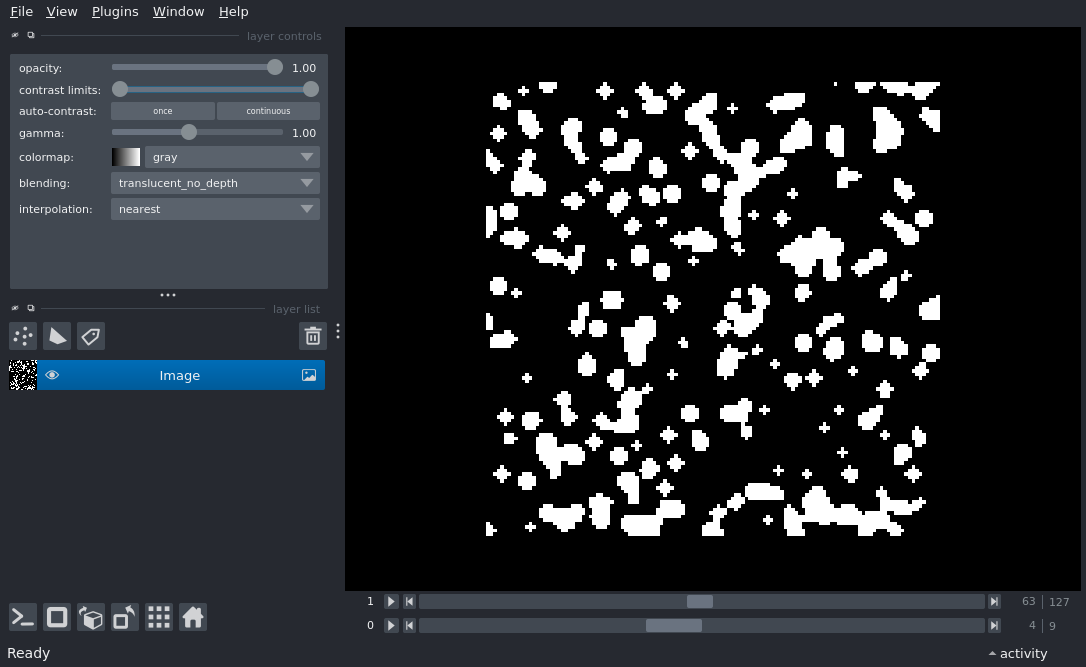 File View Plugins Window Help
layer controls
opacity: 1.00
contrast limits:
auto-contrast: once continuous
gamma: 1.00
colormap: gray
blending: translucent_no_depth
interpolation: nearest
layer list
Image
1 63 127
0 4 9
Ready activity